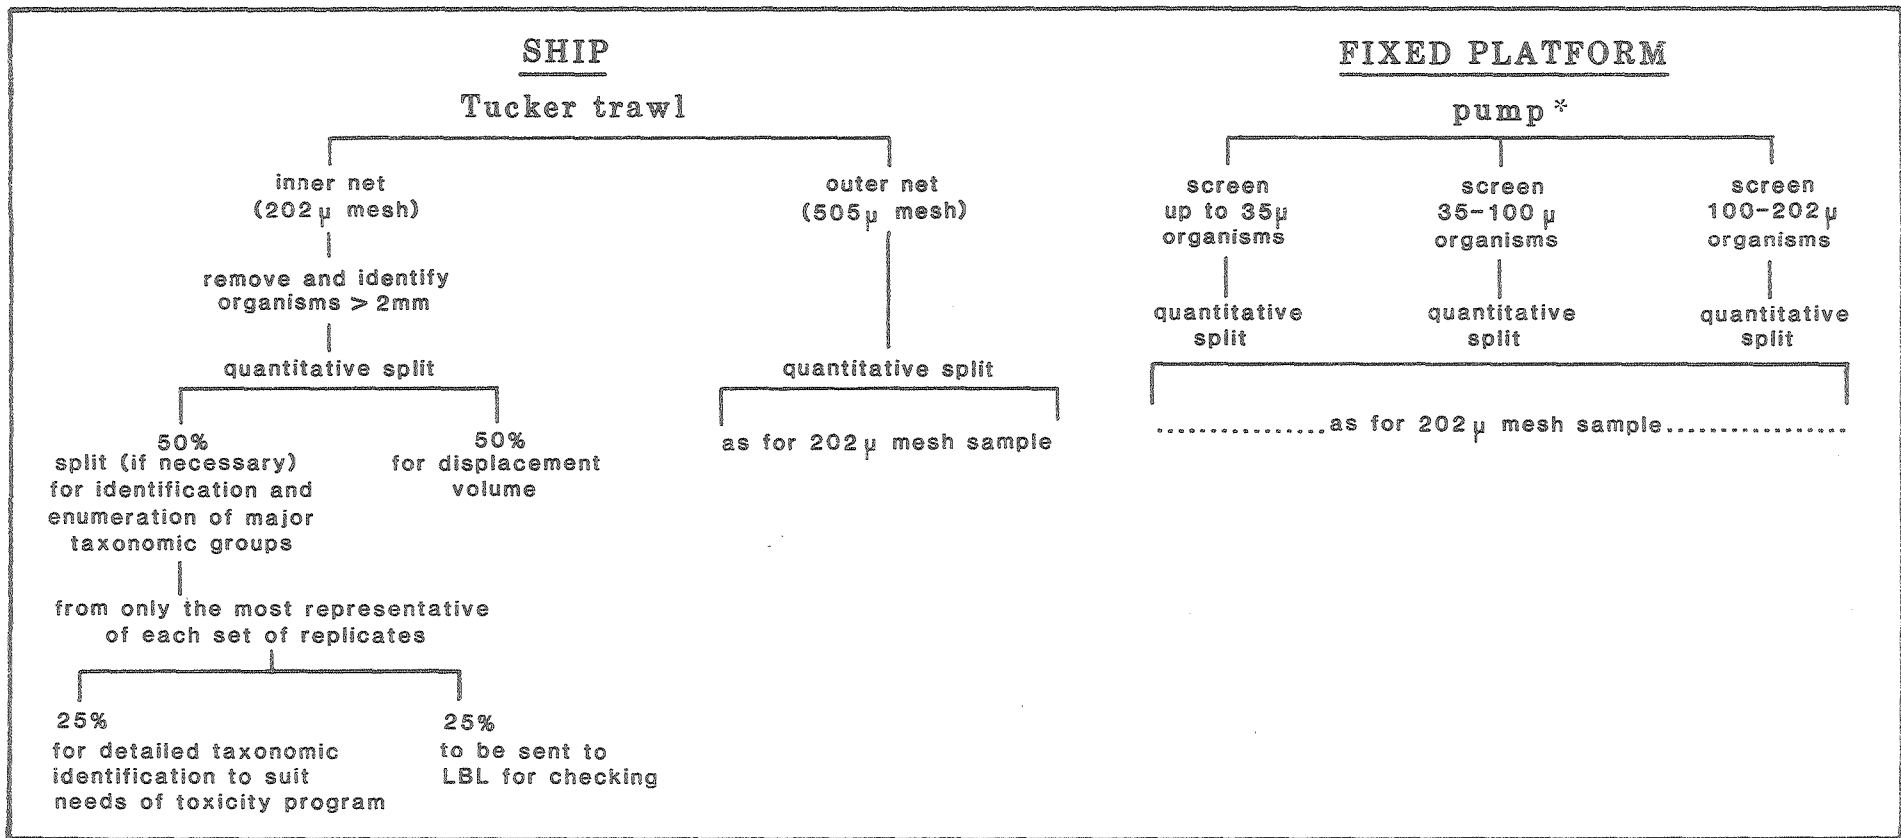 SHIP
Tucker trawl
inner net
(202µ mesh)
remove and identify
organisms > 2mm
quantitative split
50%
split (if necessary)
for identification and
enumeration of major
taxonomic groups
50%
for displacement
volume
from only the most representative
of each set of replicates
25%
for detailed taxonomic
identification to suit
needs of toxicity program
25%
to be sent to
LBL for checking
outer net
(505µ mesh)
quantitative split
as for 202µ mesh sample
FIXED PLATFORM
pump*
screen
up to 35µ
organisms
quantitative
split
screen
35-100µ
organisms
quantitative
split
screen
100-202µ
organisms
quantitative
split
................as for 202µ mesh sample.................